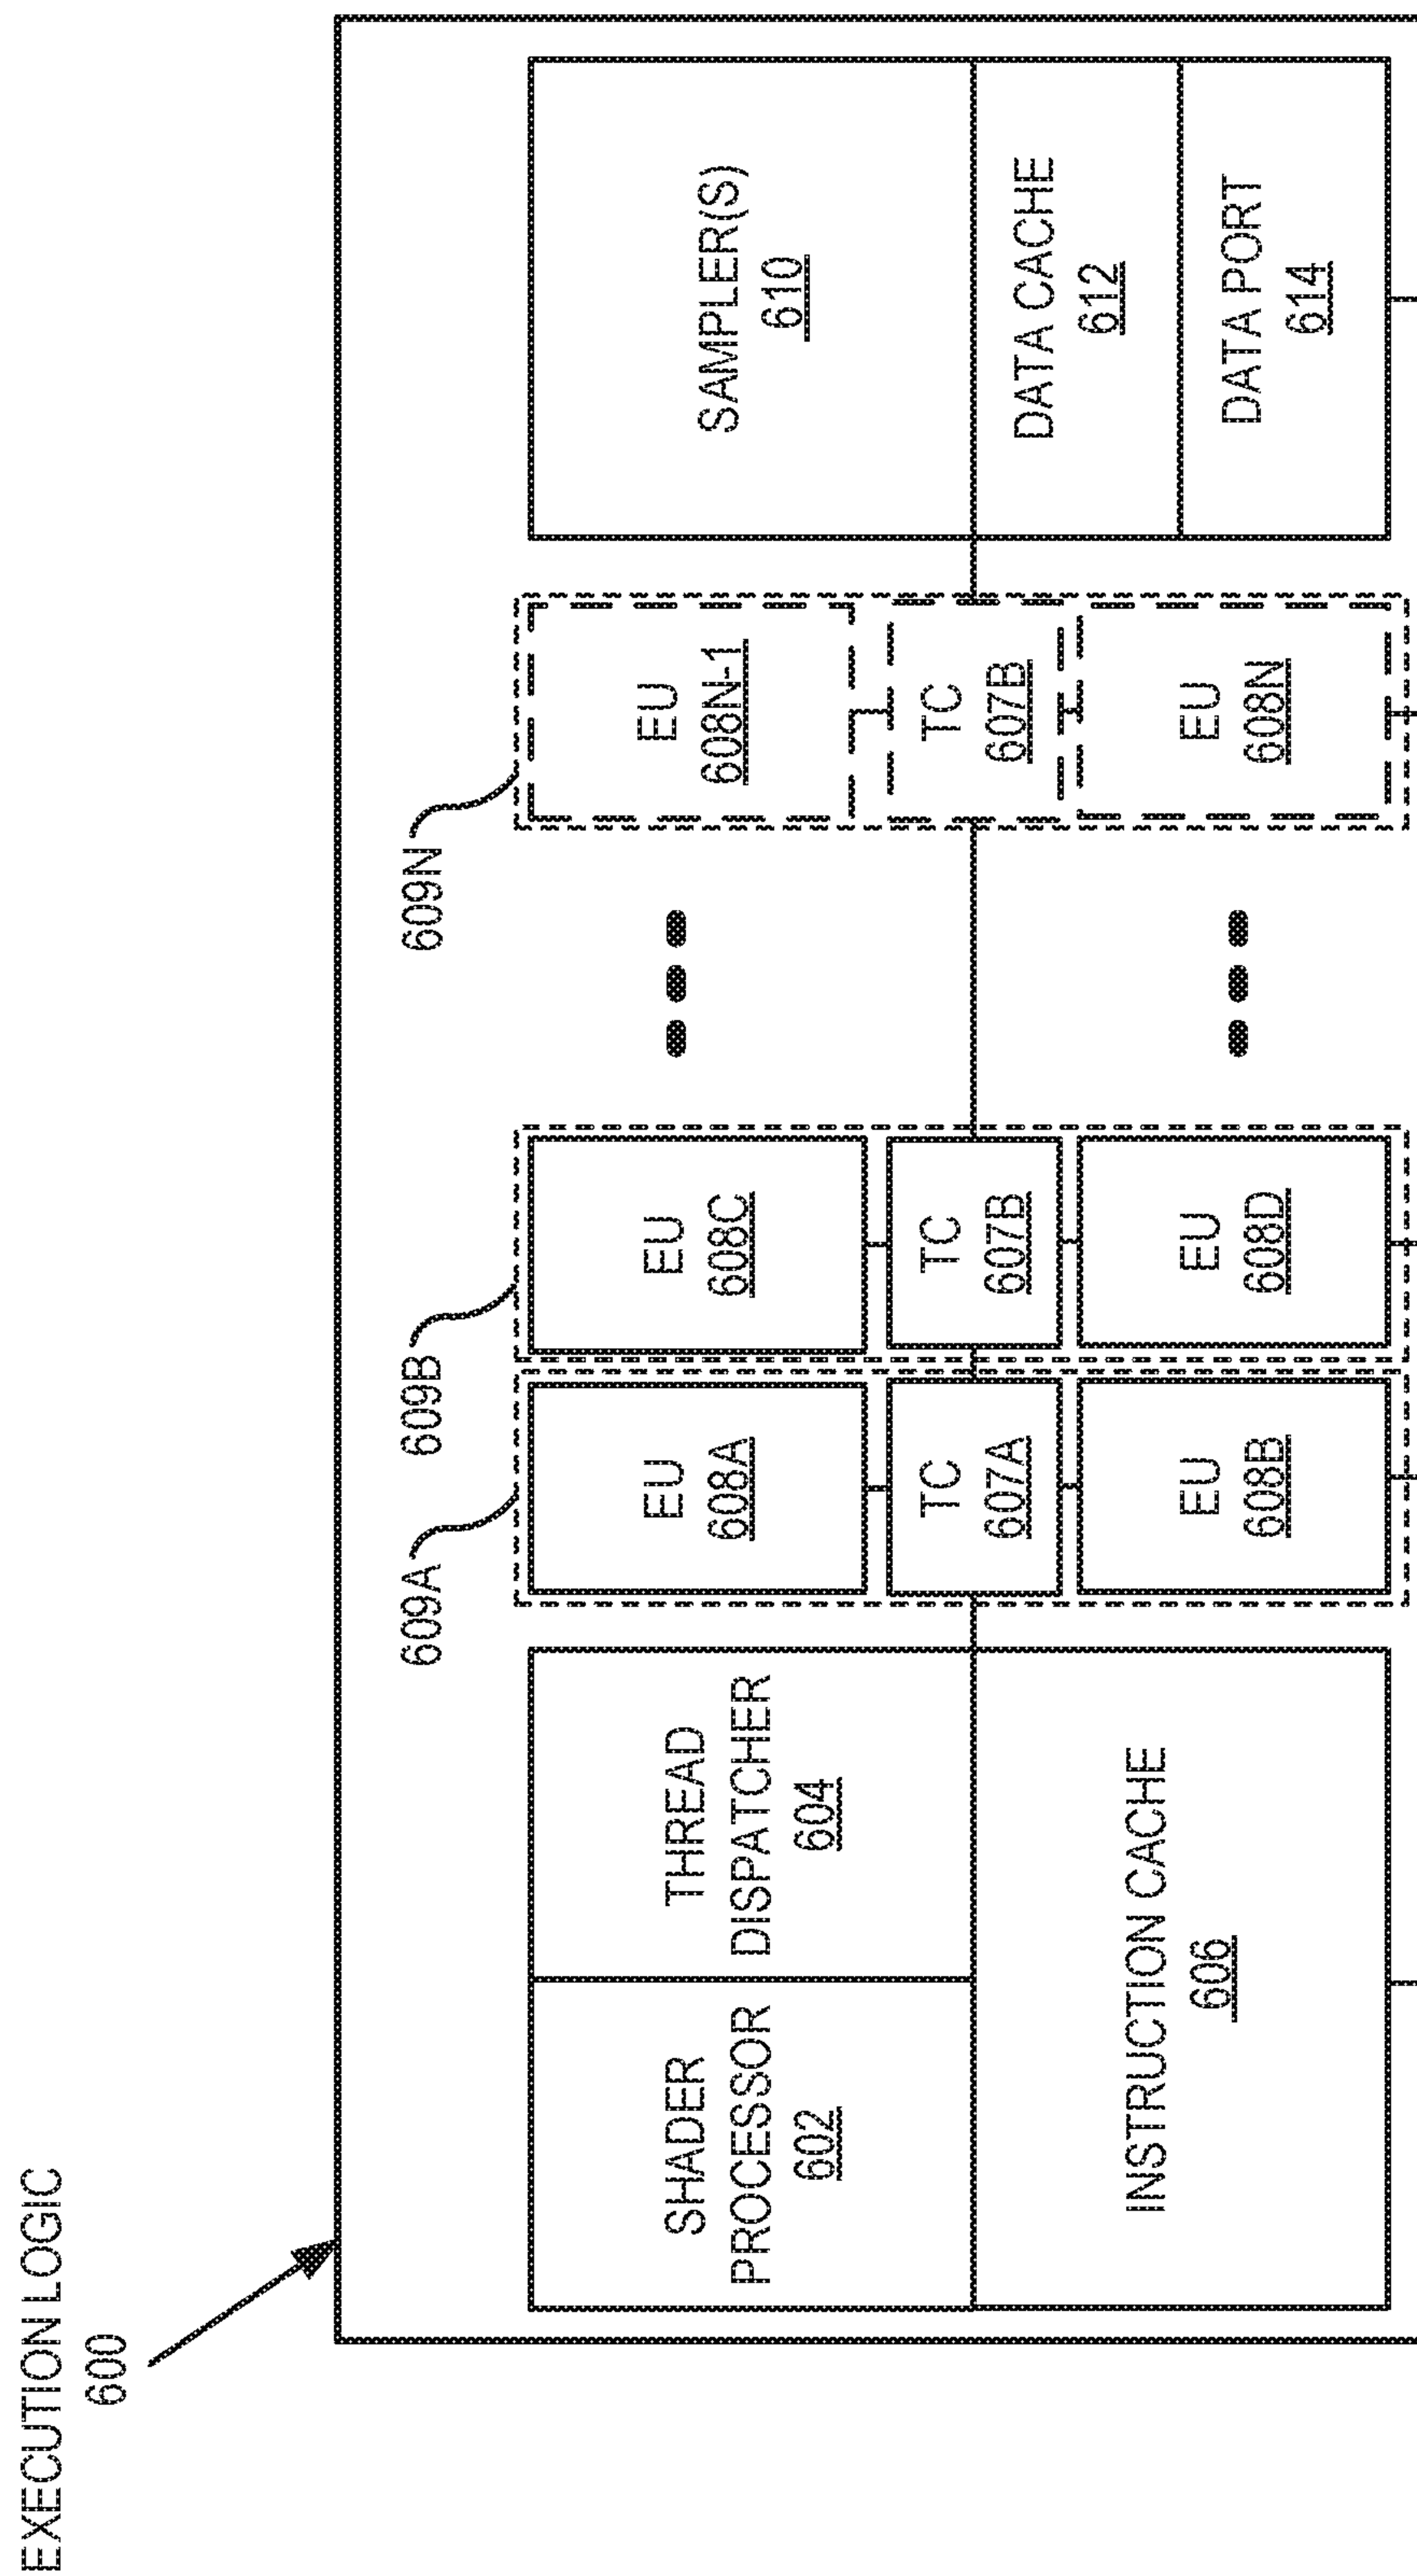 EXECUTION LOGIC
600
609A
609B
609N
SHADER
PROCESSOR
602
THREAD
DISPATCHER
604
INSTRUCTION CACHE
606
EU
608A
TC
607A
EU
608B
EU
608C
TC
607B
EU
608D
EU
608N-1
TC
607B
EU
608N
SAMPLER(S)
610
DATA CACHE
612
DATA PORT
614